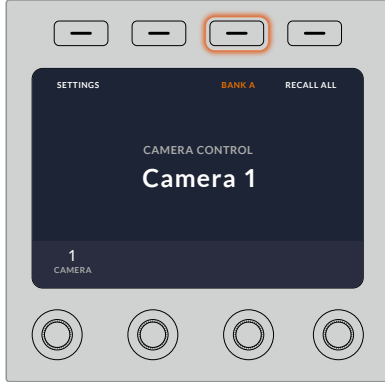 SETTINGS BANK A RECALL ALL
CAMERA CONTROL
Camera 1
1
CAMERA